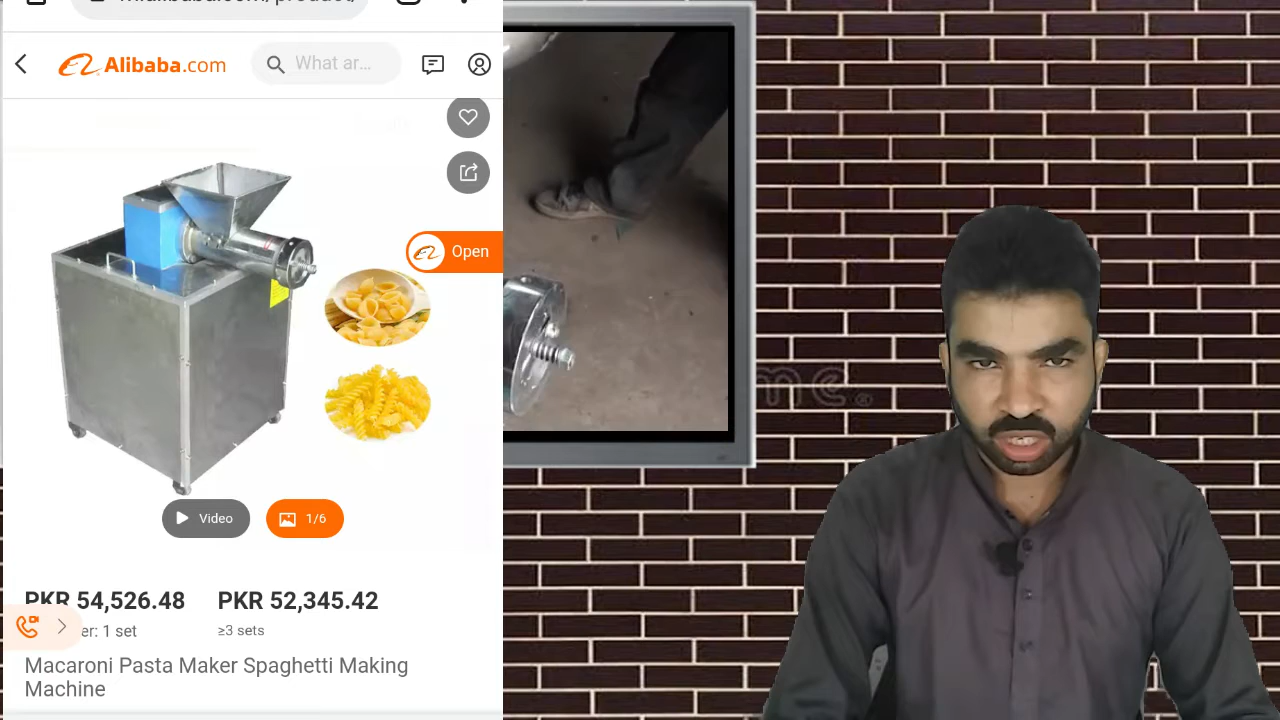 Alibaba.com
What ar...
Open
Video
1/6
PKR 54,526.48
PKR 52,345.42
er: 1 set
≥3 sets
Macaroni Pasta Maker Spaghetti Making
Machine